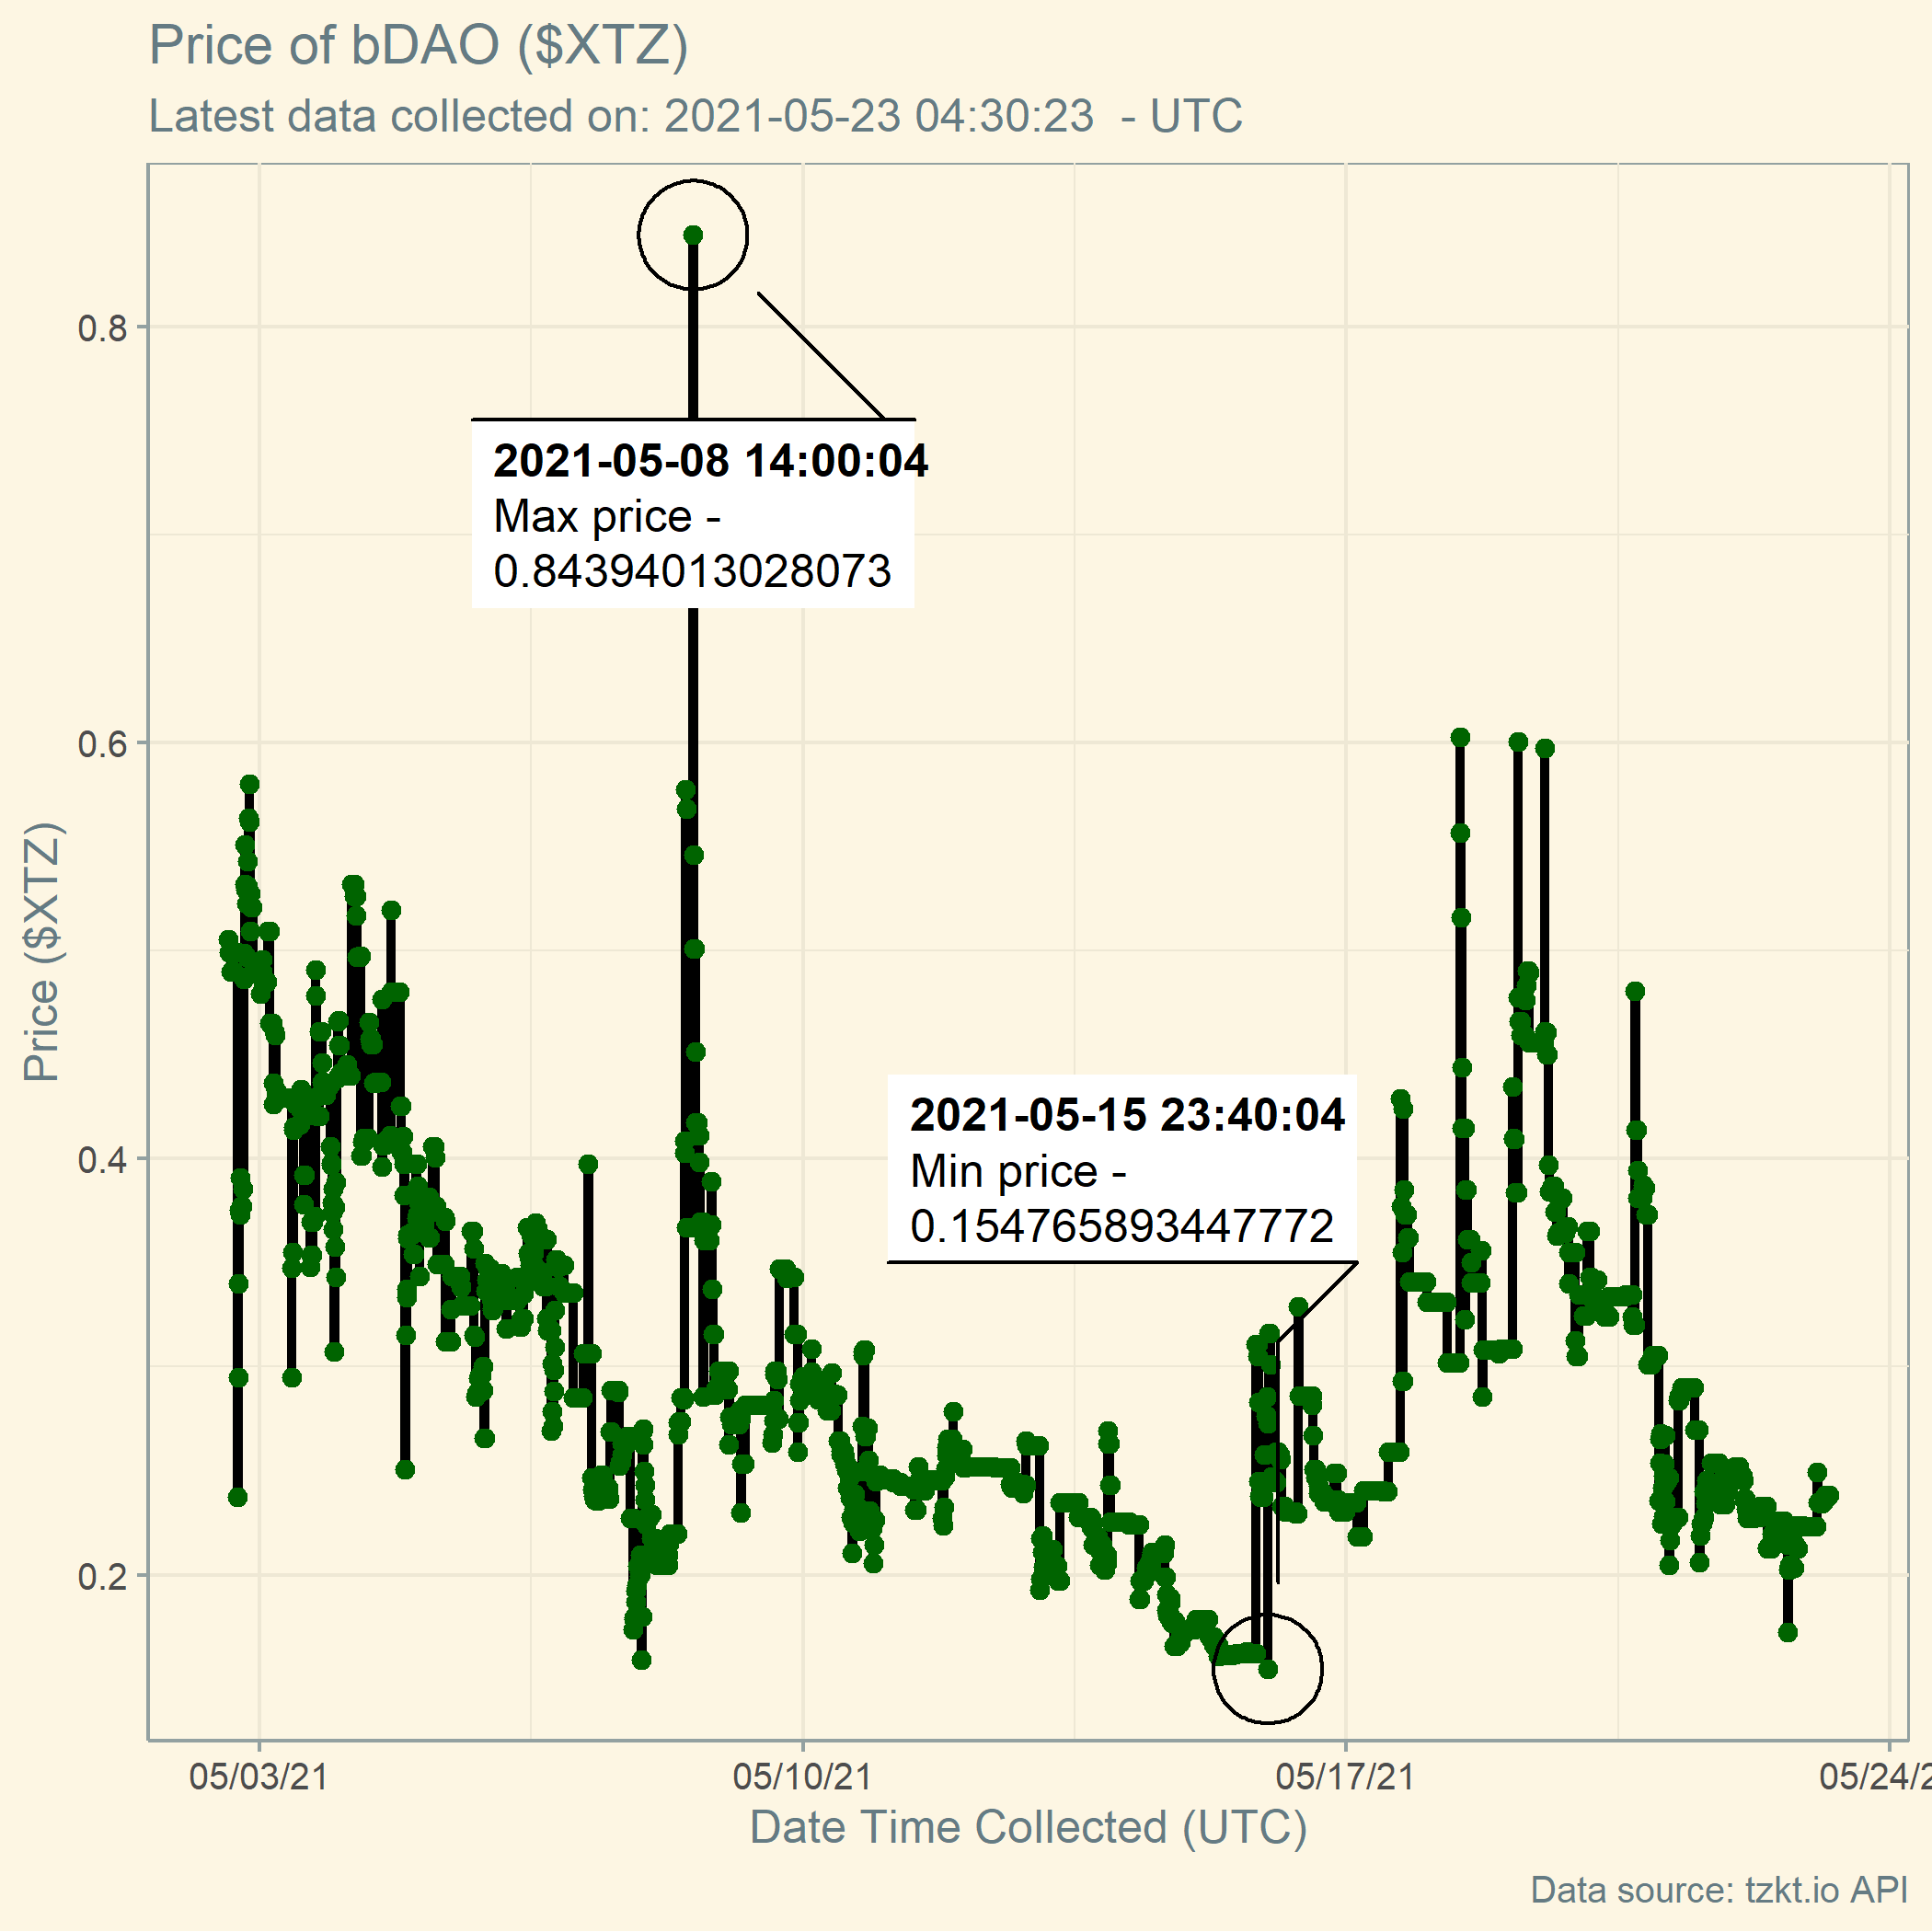 Price of bDAO ($XTZ)
Latest data collected on: 2021-05-23 04:30:23  - UTC
0.8
0.6
0.4
0.2
Price ($XTZ)
2021-05-08 14:00:04
Max price -
0.84394013028073
2021-05-15 23:40:04
Min price -
0.154765893447772
05/03/21
05/10/21
05/17/21
05/24/2
Date Time Collected (UTC)
Data source: tzkt.io API